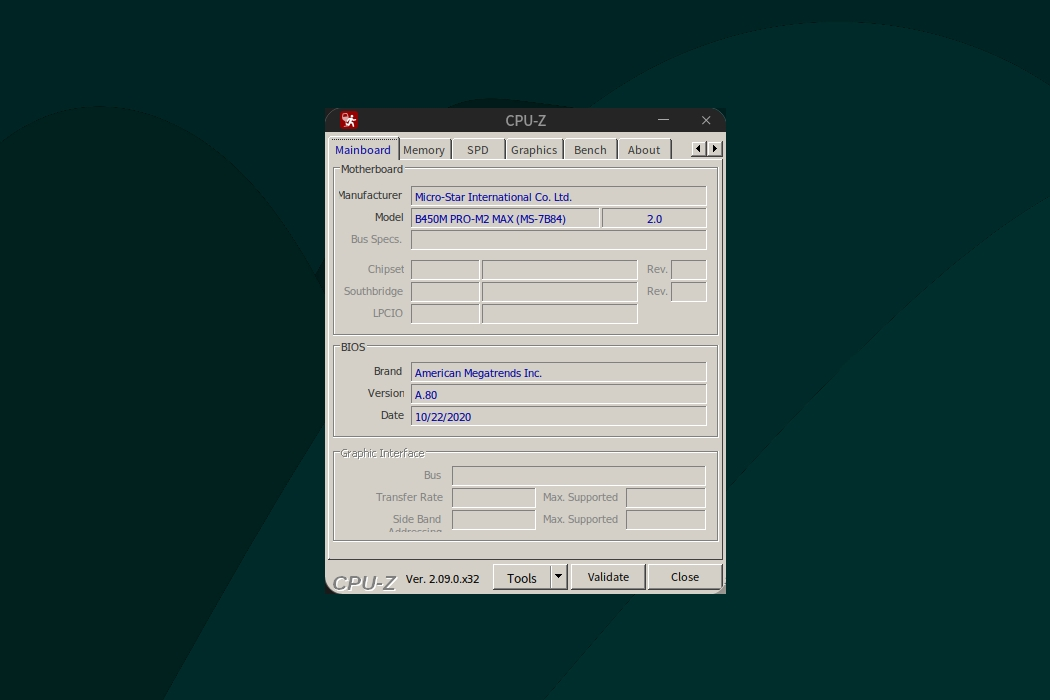 CPU-Z
Mainboard Memory SPD Graphics Bench About
Motherboard
Manufacturer Micro-Star International Co. Ltd.
Model B450M PRO-M2 MAX (MS-7B84) 2.0
Bus Specs.
Chipset Rev.
Southbridge Rev.
LPCIO
BIOS
Brand American Megatrends Inc.
Version A.80
Date 10/22/2020
Graphic Interface
Bus
Transfer Rate Max. Supported
Side Band Max. Supported
Addressing
CPU-Z Ver. 2.09.0.x32 Tools Validate Close